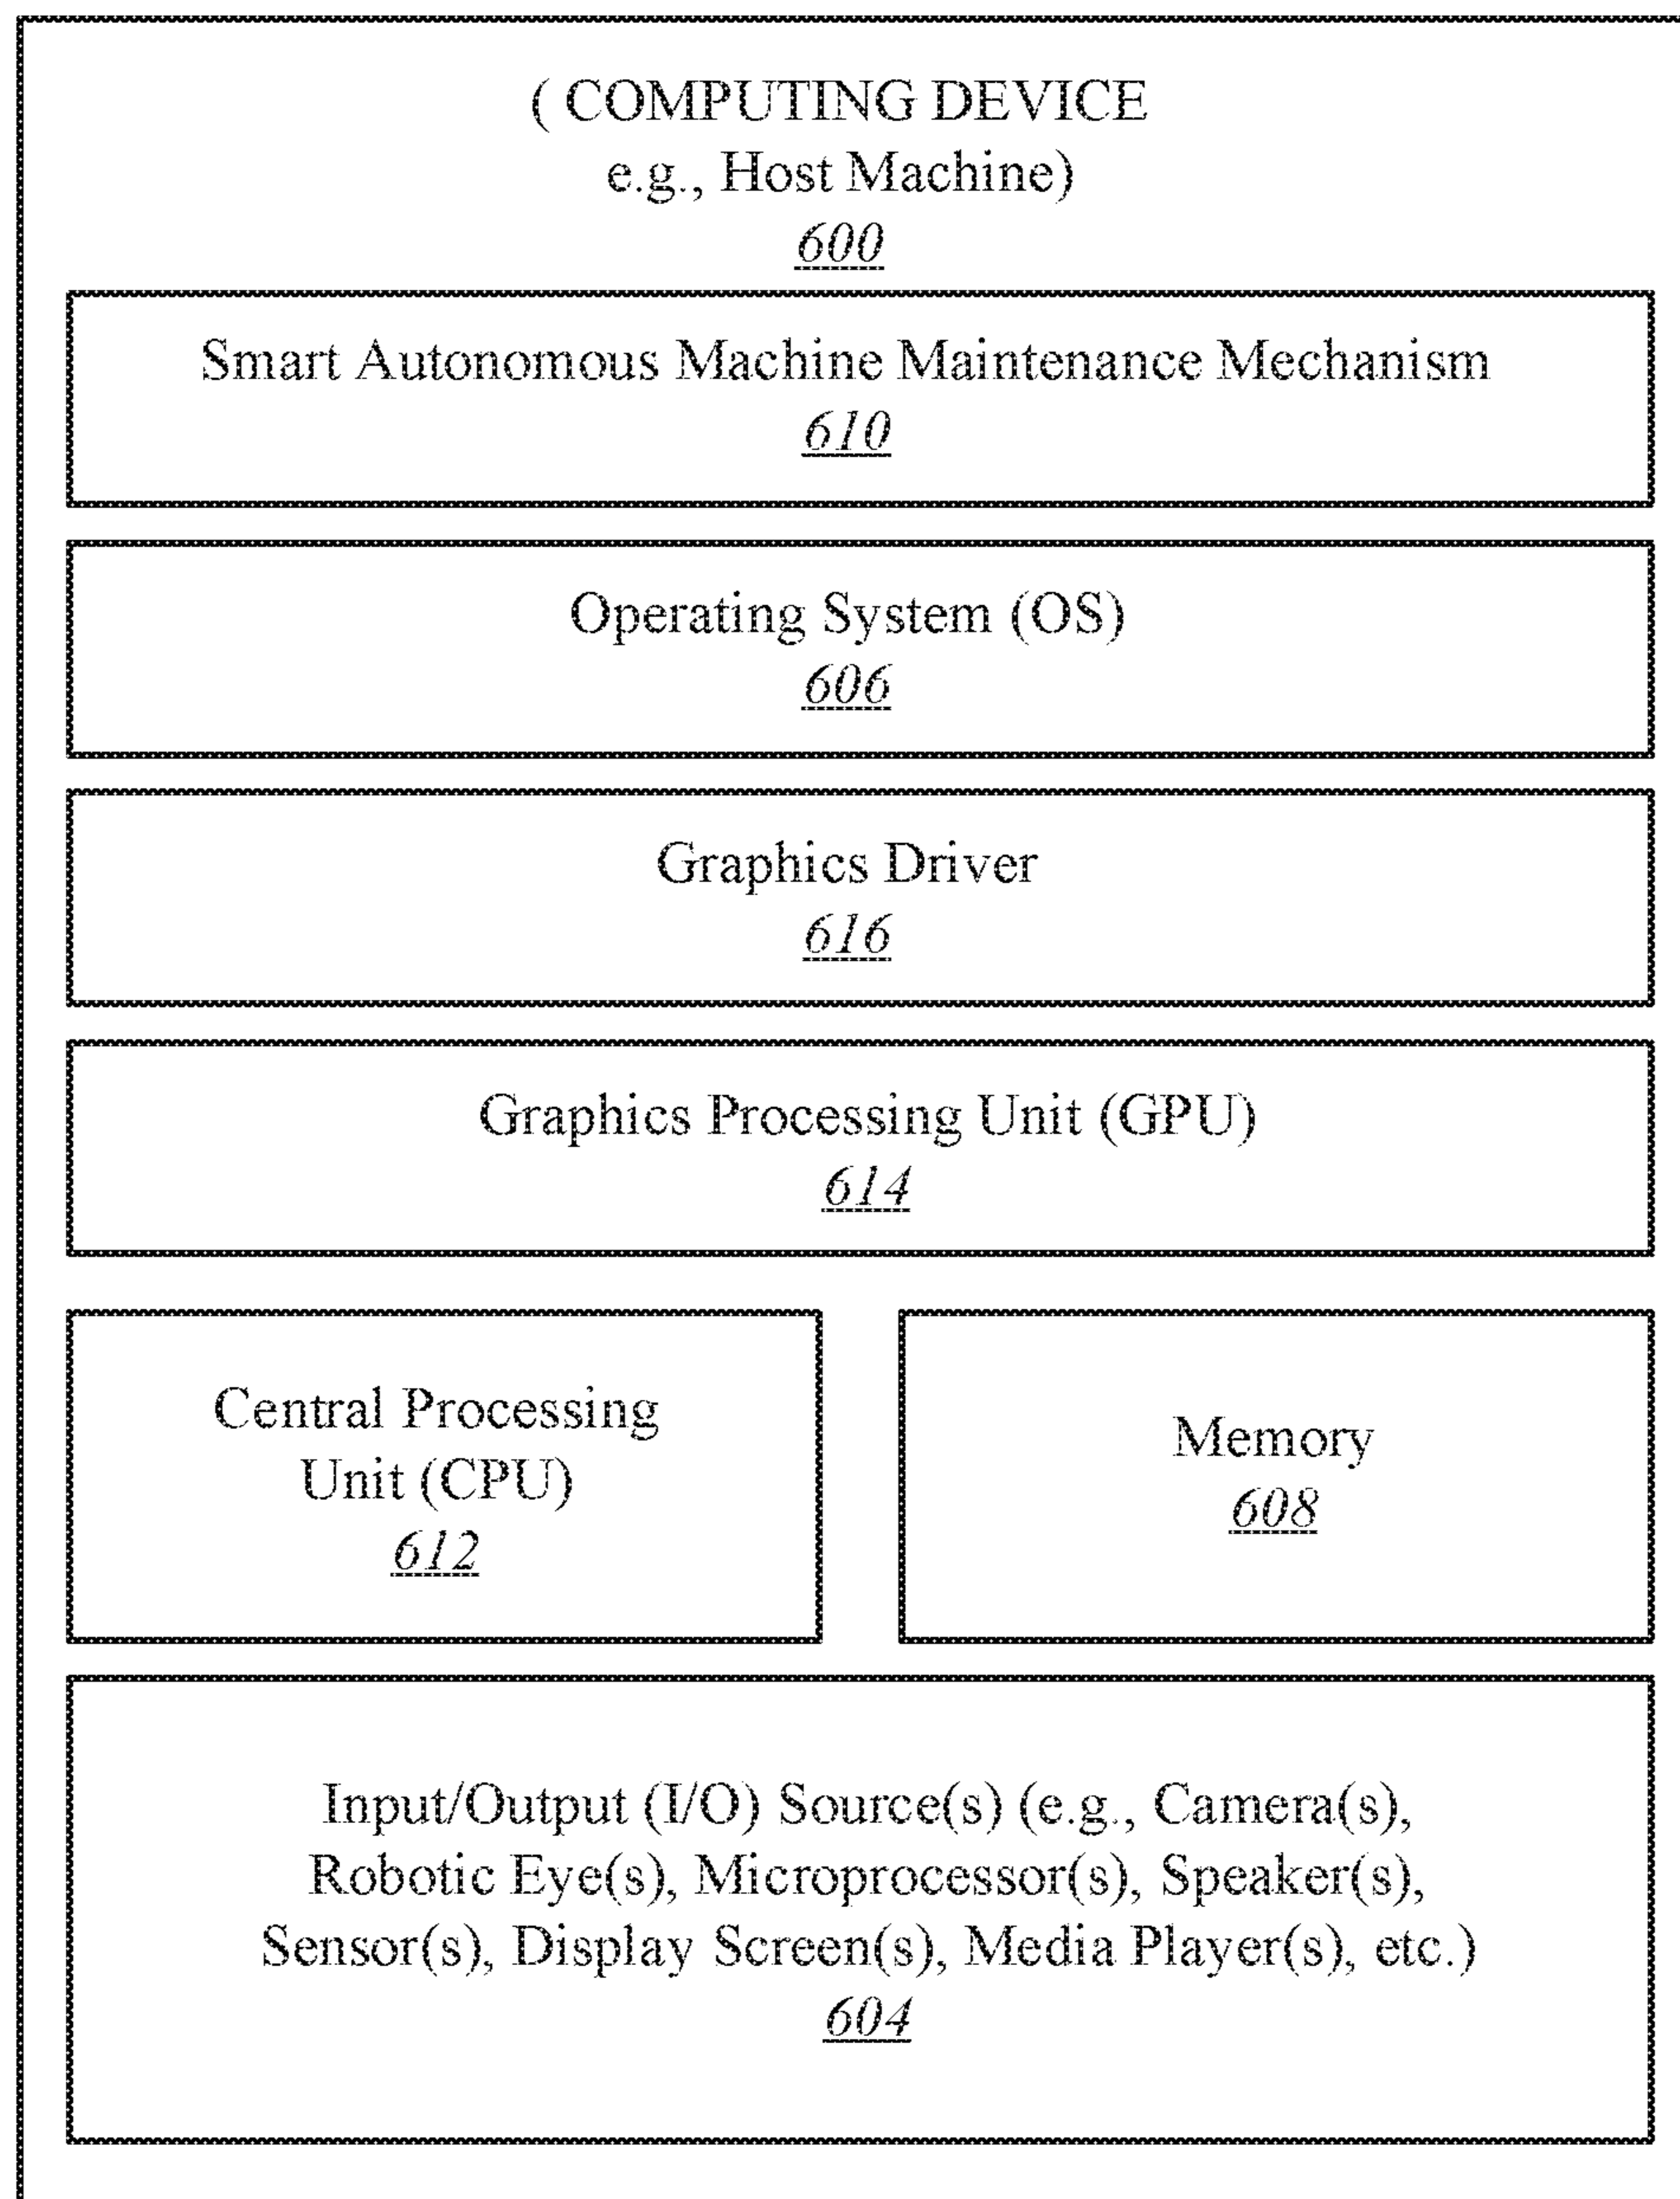 ( COMPUTING DEVICE
e.g., Host Machine)
600
Smart Autonomous Machine Maintenance Mechanism
610
Operating System (OS)
606
Graphics Driver
616
Graphics Processing Unit (GPU)
614
Central Processing
Unit (CPU)
612
Memory
608
Input/Output (I/O) Source(s) (e.g., Camera(s),
Robotic Eye(s), Microprocessor(s), Speaker(s),
Sensor(s), Display Screen(s), Media Player(s), etc.)
604